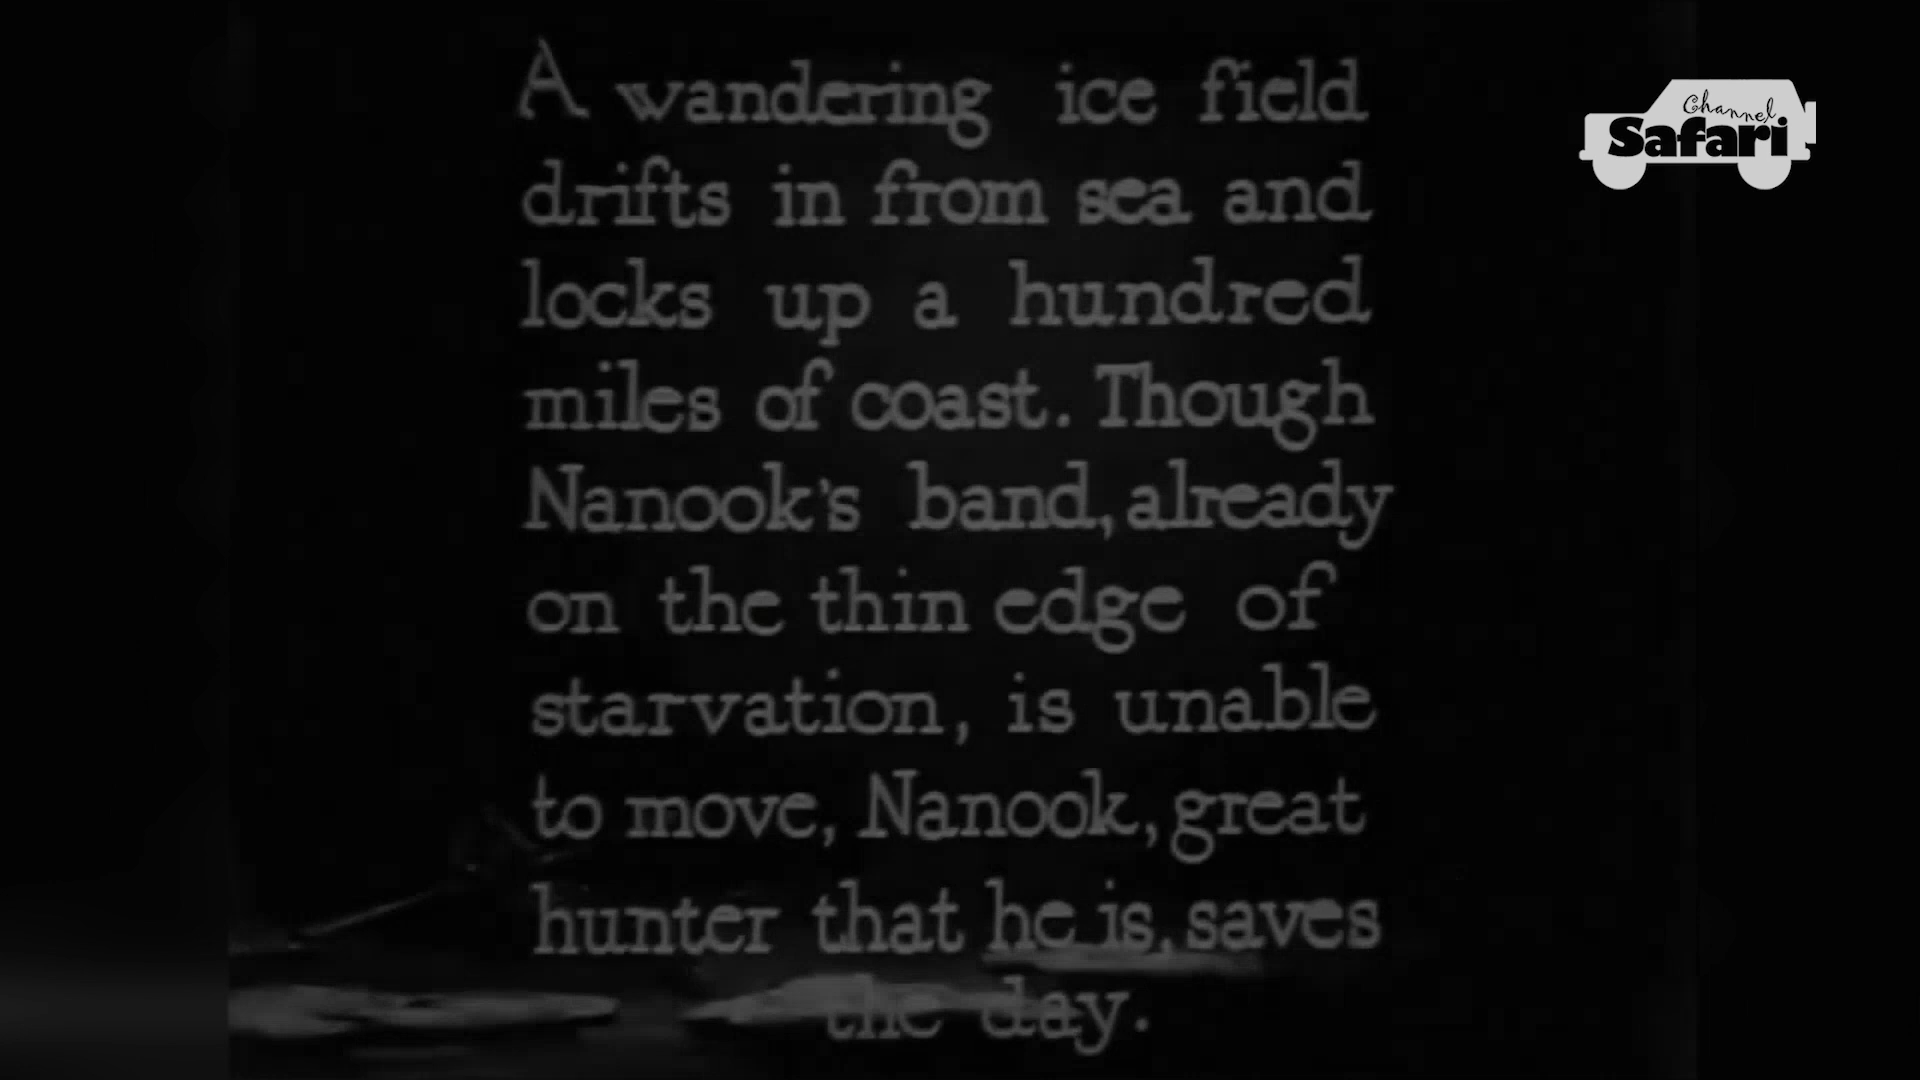 A wandering ice field
drifts in from sea and
locks up a hundred
miles of coast. Though
Nanook's band, already
on the thin edge of
starvation, is unable
to move, Nanook, great
hunter that he is, saves
the day.
Channel
Safari